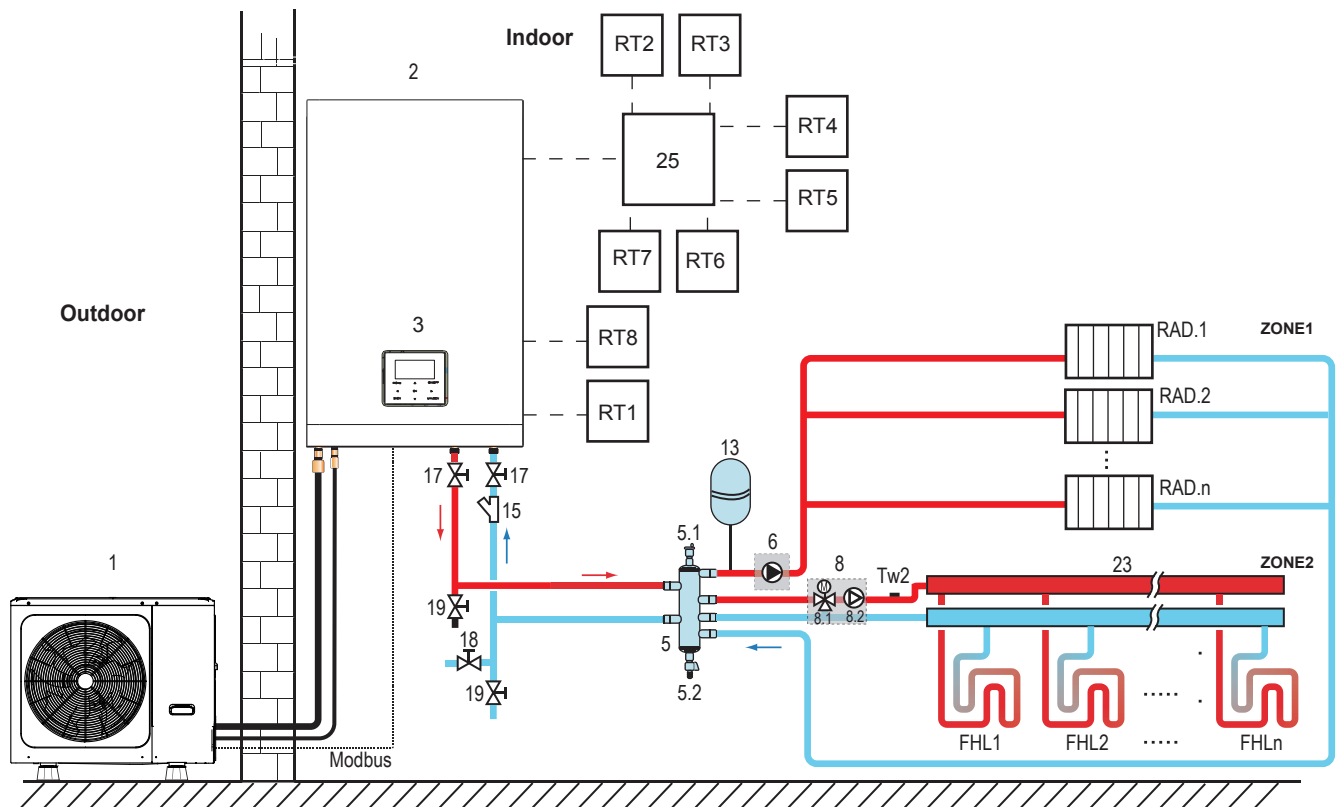 Indoor
RT2
RT3
2
RT4
25
RT5
RT7
RT6
Outdoor
3
RT8
RT1
RAD.1
ZONE1
RAD.2
17
17
13
RAD.n
15
5.1
6
1
8
Tw2
23
ZONE2
M
19
8.1
8.2
18
5
19
5.2
FHL1
FHL2
FHLn
Modbus